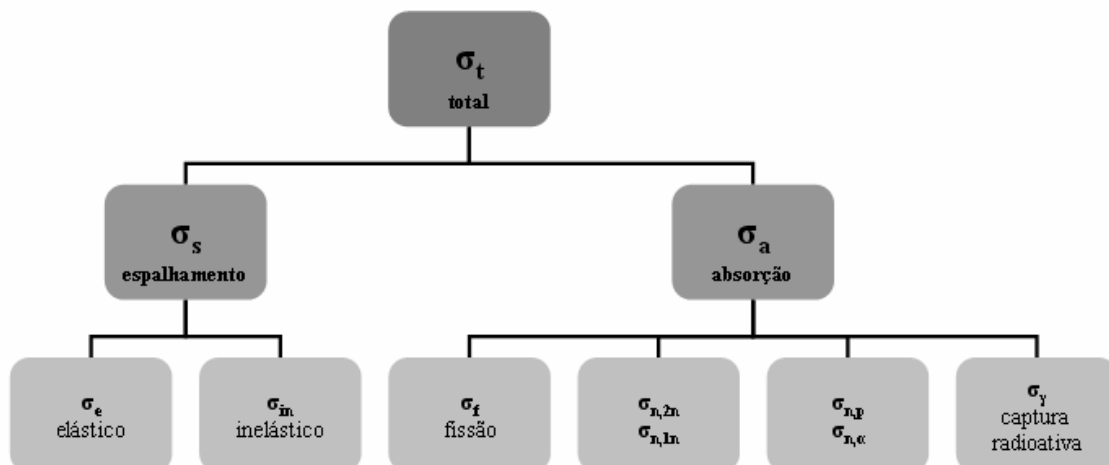 σt
total
σs
espalhamento
σa
absorção
σe
elástico
σin
inelástico
σf
fissão
σn,2n
σn,1n
σn,p
σn,α
σγ
captura
radioativa